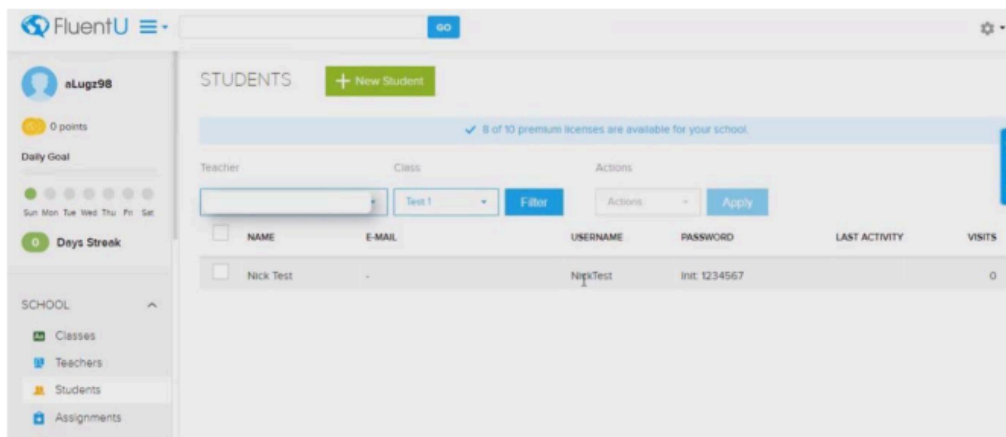 FluentU
GO
aLugz98
0 points
Daily Goal
Sun Mon Tue Wed Thu Fri Sat
0 Days Streak
SCHOOL
Classes
Teachers
Students
Assignments
STUDENTS
+ New Student
8 of 10 premium licenses are available for your school.
Teacher Class Actions
Test 1 Filter Actions Apply
NAME E-MAIL USERNAME PASSWORD LAST ACTIVITY VISITS
Nick Test - NickTest Init: 1234567 0